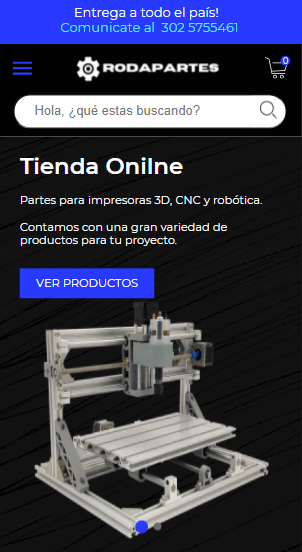 Entrega a todo el país!
Comunicate al 302 5755461
RODAPARTES
0
Hola, ¿qué estas buscando?
Tienda Onilne
Partes para impresoras 3D, CNC y robótica.
Contamos con una gran variedad de
productos para tu proyecto.
VER PRODUCTOS